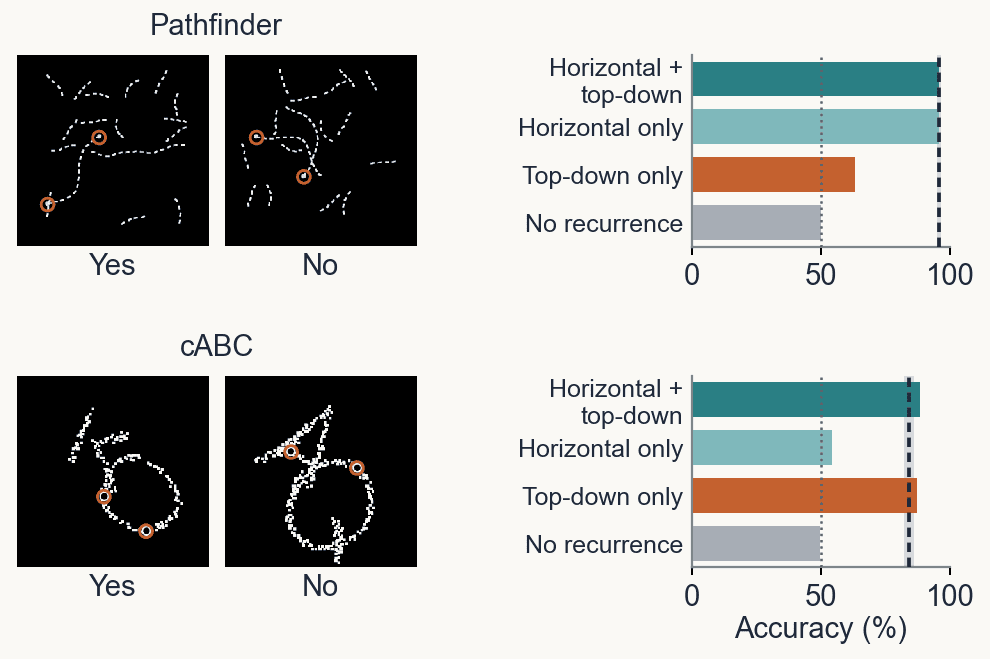 Pathfinder
Yes
No
Horizontal +
top-down
Horizontal only
Top-down only
No recurrence
0
50
100
cABC
Yes
No
Horizontal +
top-down
Horizontal only
Top-down only
No recurrence
0
50
100
Accuracy (%)